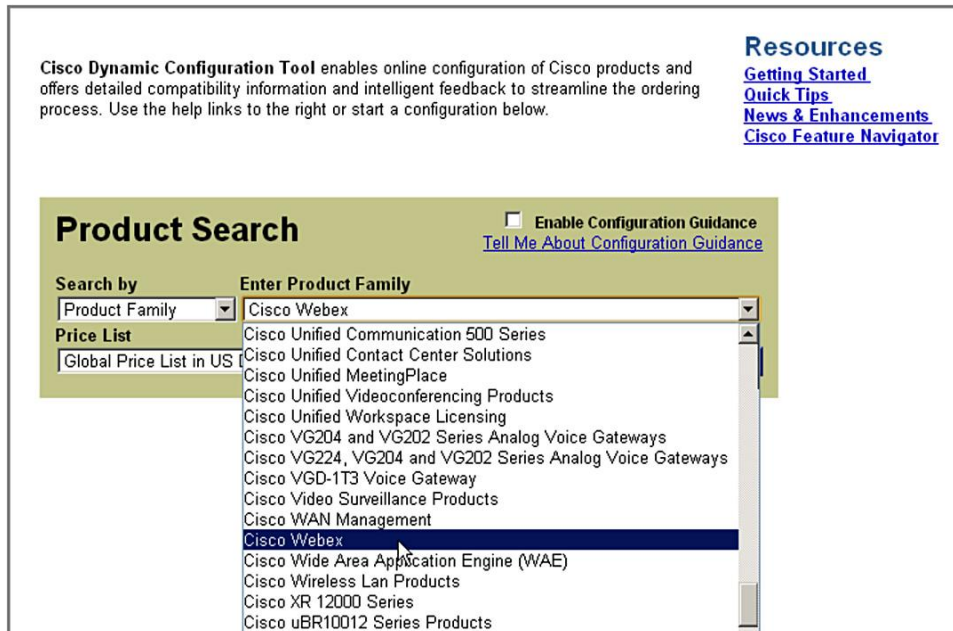 Cisco Dynamic Configuration Tool enables online configuration of Cisco products and
offers detailed compatibility information and intelligent feedback to streamline the ordering
process. Use the help links to the right or start a configuration below.
Resources
Getting Started
Quick Tips
News & Enhancements
Cisco Feature Navigator
Product Search
Enable Configuration Guidance
Tell Me About Configuration Guidance
Search by
Enter Product Family
Product Family
Cisco Webex
Price List
Global Price List in US
Cisco Unified Communication 500 Series
Cisco Unified Contact Center Solutions
Cisco Unified MeetingPlace
Cisco Unified Videoconferencing Products
Cisco Unified Workspace Licensing
Cisco VG204 and VG202 Series Analog Voice Gateways
Cisco VG224, VG204 and VG202 Series Analog Voice Gateways
Cisco VGD-1T3 Voice Gateway
Cisco Video Surveillance Products
Cisco WAN Management
Cisco Webex
Cisco Wide Area Application Engine (WAE)
Cisco Wireless Lan Products
Cisco XR 12000 Series
Cisco uBR10012 Series Products